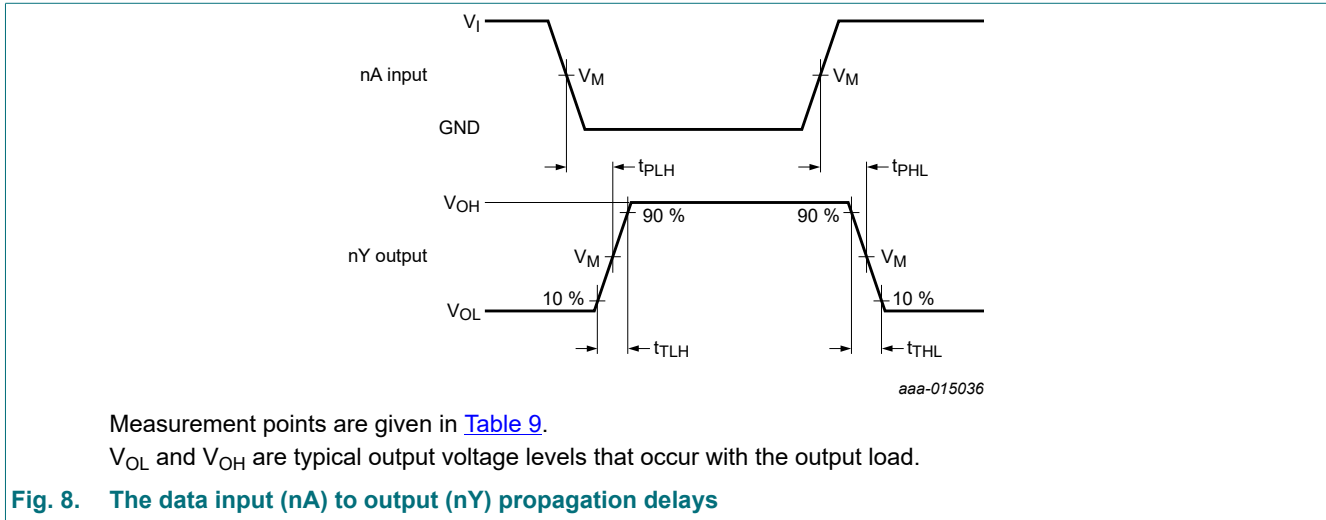 VI
nA input
VM
VM
GND
tPLH
tPHL
VOH
90 %
90 %
nY output
VM
VM
10 %
10 %
VOL
tTLH
tTHL
aaa-015036
Measurement points are given in Table 9.
VOL and VOH are typical output voltage levels that occur with the output load.
Fig. 8. The data input (nA) to output (nY) propagation delays